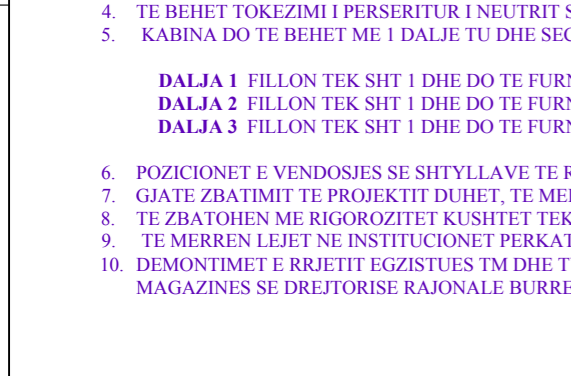 4. TE BEHET TOKEZIMI I PERSERITUR I NEUTRIT
5. KABINA DO TE BEHET ME 1 DALJE TU DHE
DALJA 1 FILLON TEK SHT 1 DHE DO TE
DALJA 2 FILLON TEK SHT 1 DHE DO TE
DALJA 3 FILLON TEK SHT 1 DHE DO TE
6. POZICIONET E VENDOSJES SE SHTYLLAVE TE
7. GJATE ZBATIMIT TE PROJEKTIT DUHET, TE
8. TE ZBATOHEN ME RIGOROZITET KUSHTET
9. TE MERREN LEJET NE INSTITUCIONET
10. DEMONTIMET E RRJETIT EGZISTUES TM DHE
MAGAZINES SE DREJTORISE RAJONALE